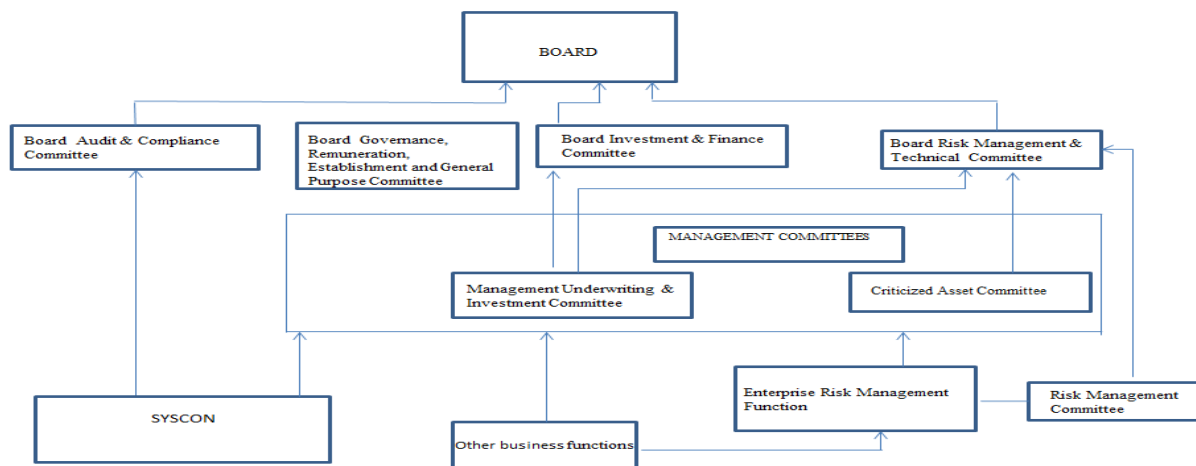 BOARD
Board Audit & Compliance
Committee
Board Governance,
Remuneration,
Establishment and General
Purpose Committee
Board Investment & Finance
Committee
Board Risk Management &
Technical Committee
MANAGEMENT COMMITTEES
Management Underwriting &
Investment Committee
Criticized Asset Committee
SYSCON
Other business functions
Enterprise Risk Management
Function
Risk Management
Committee